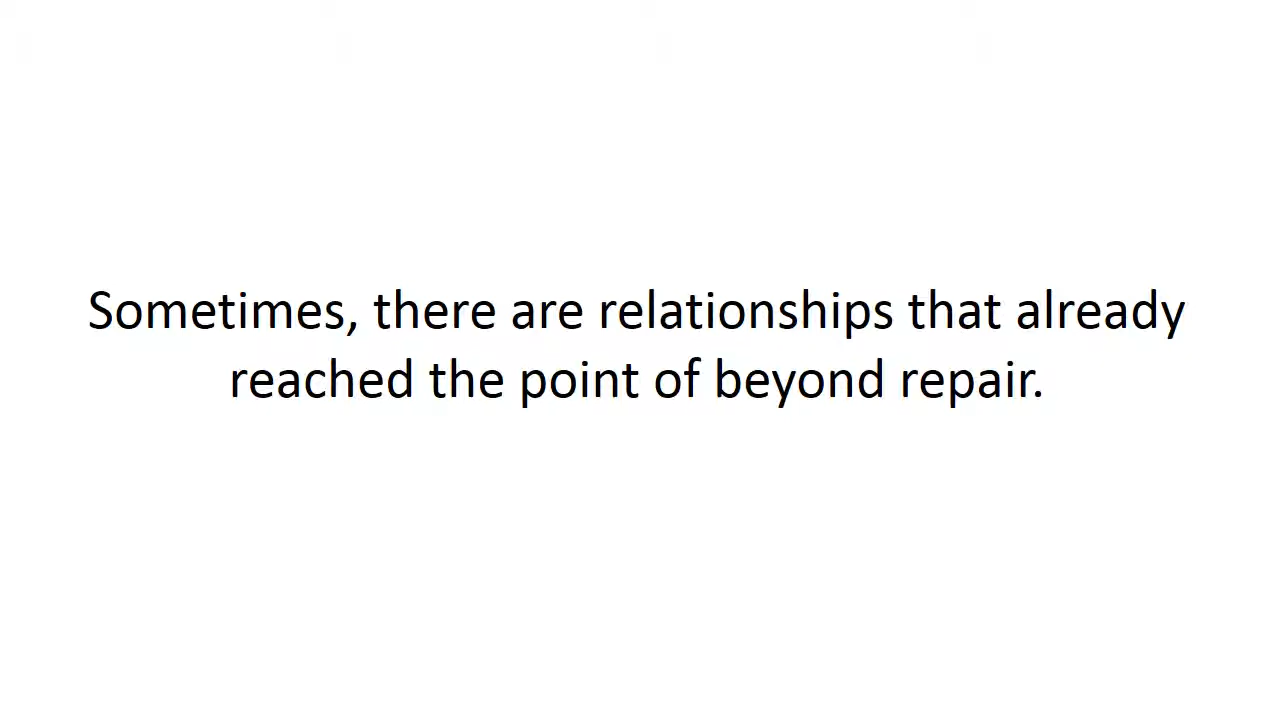 Sometimes, there are relationships that already
reached the point of beyond repair.